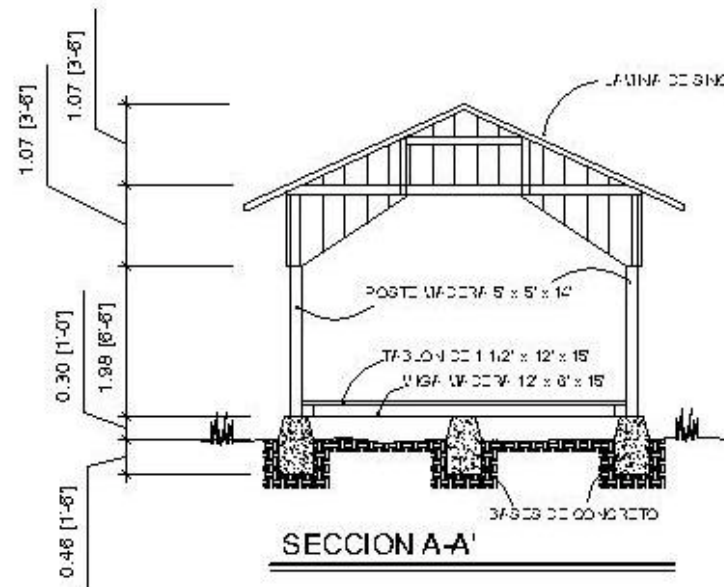 1.07 [3'-6']
1.07 [3'-6']
LAMINA DE SINC
POSTE MADERA 5' x 5' x 14'
TABLON DE 1 1/2' x 12' x 15'
VIGA MADERA 12' x 6' x 15'
0.30 [1'-0']
1.98 [6'-6']
BASES DE CONCRETO
0.46 [1'-6']
SECCION A-A'